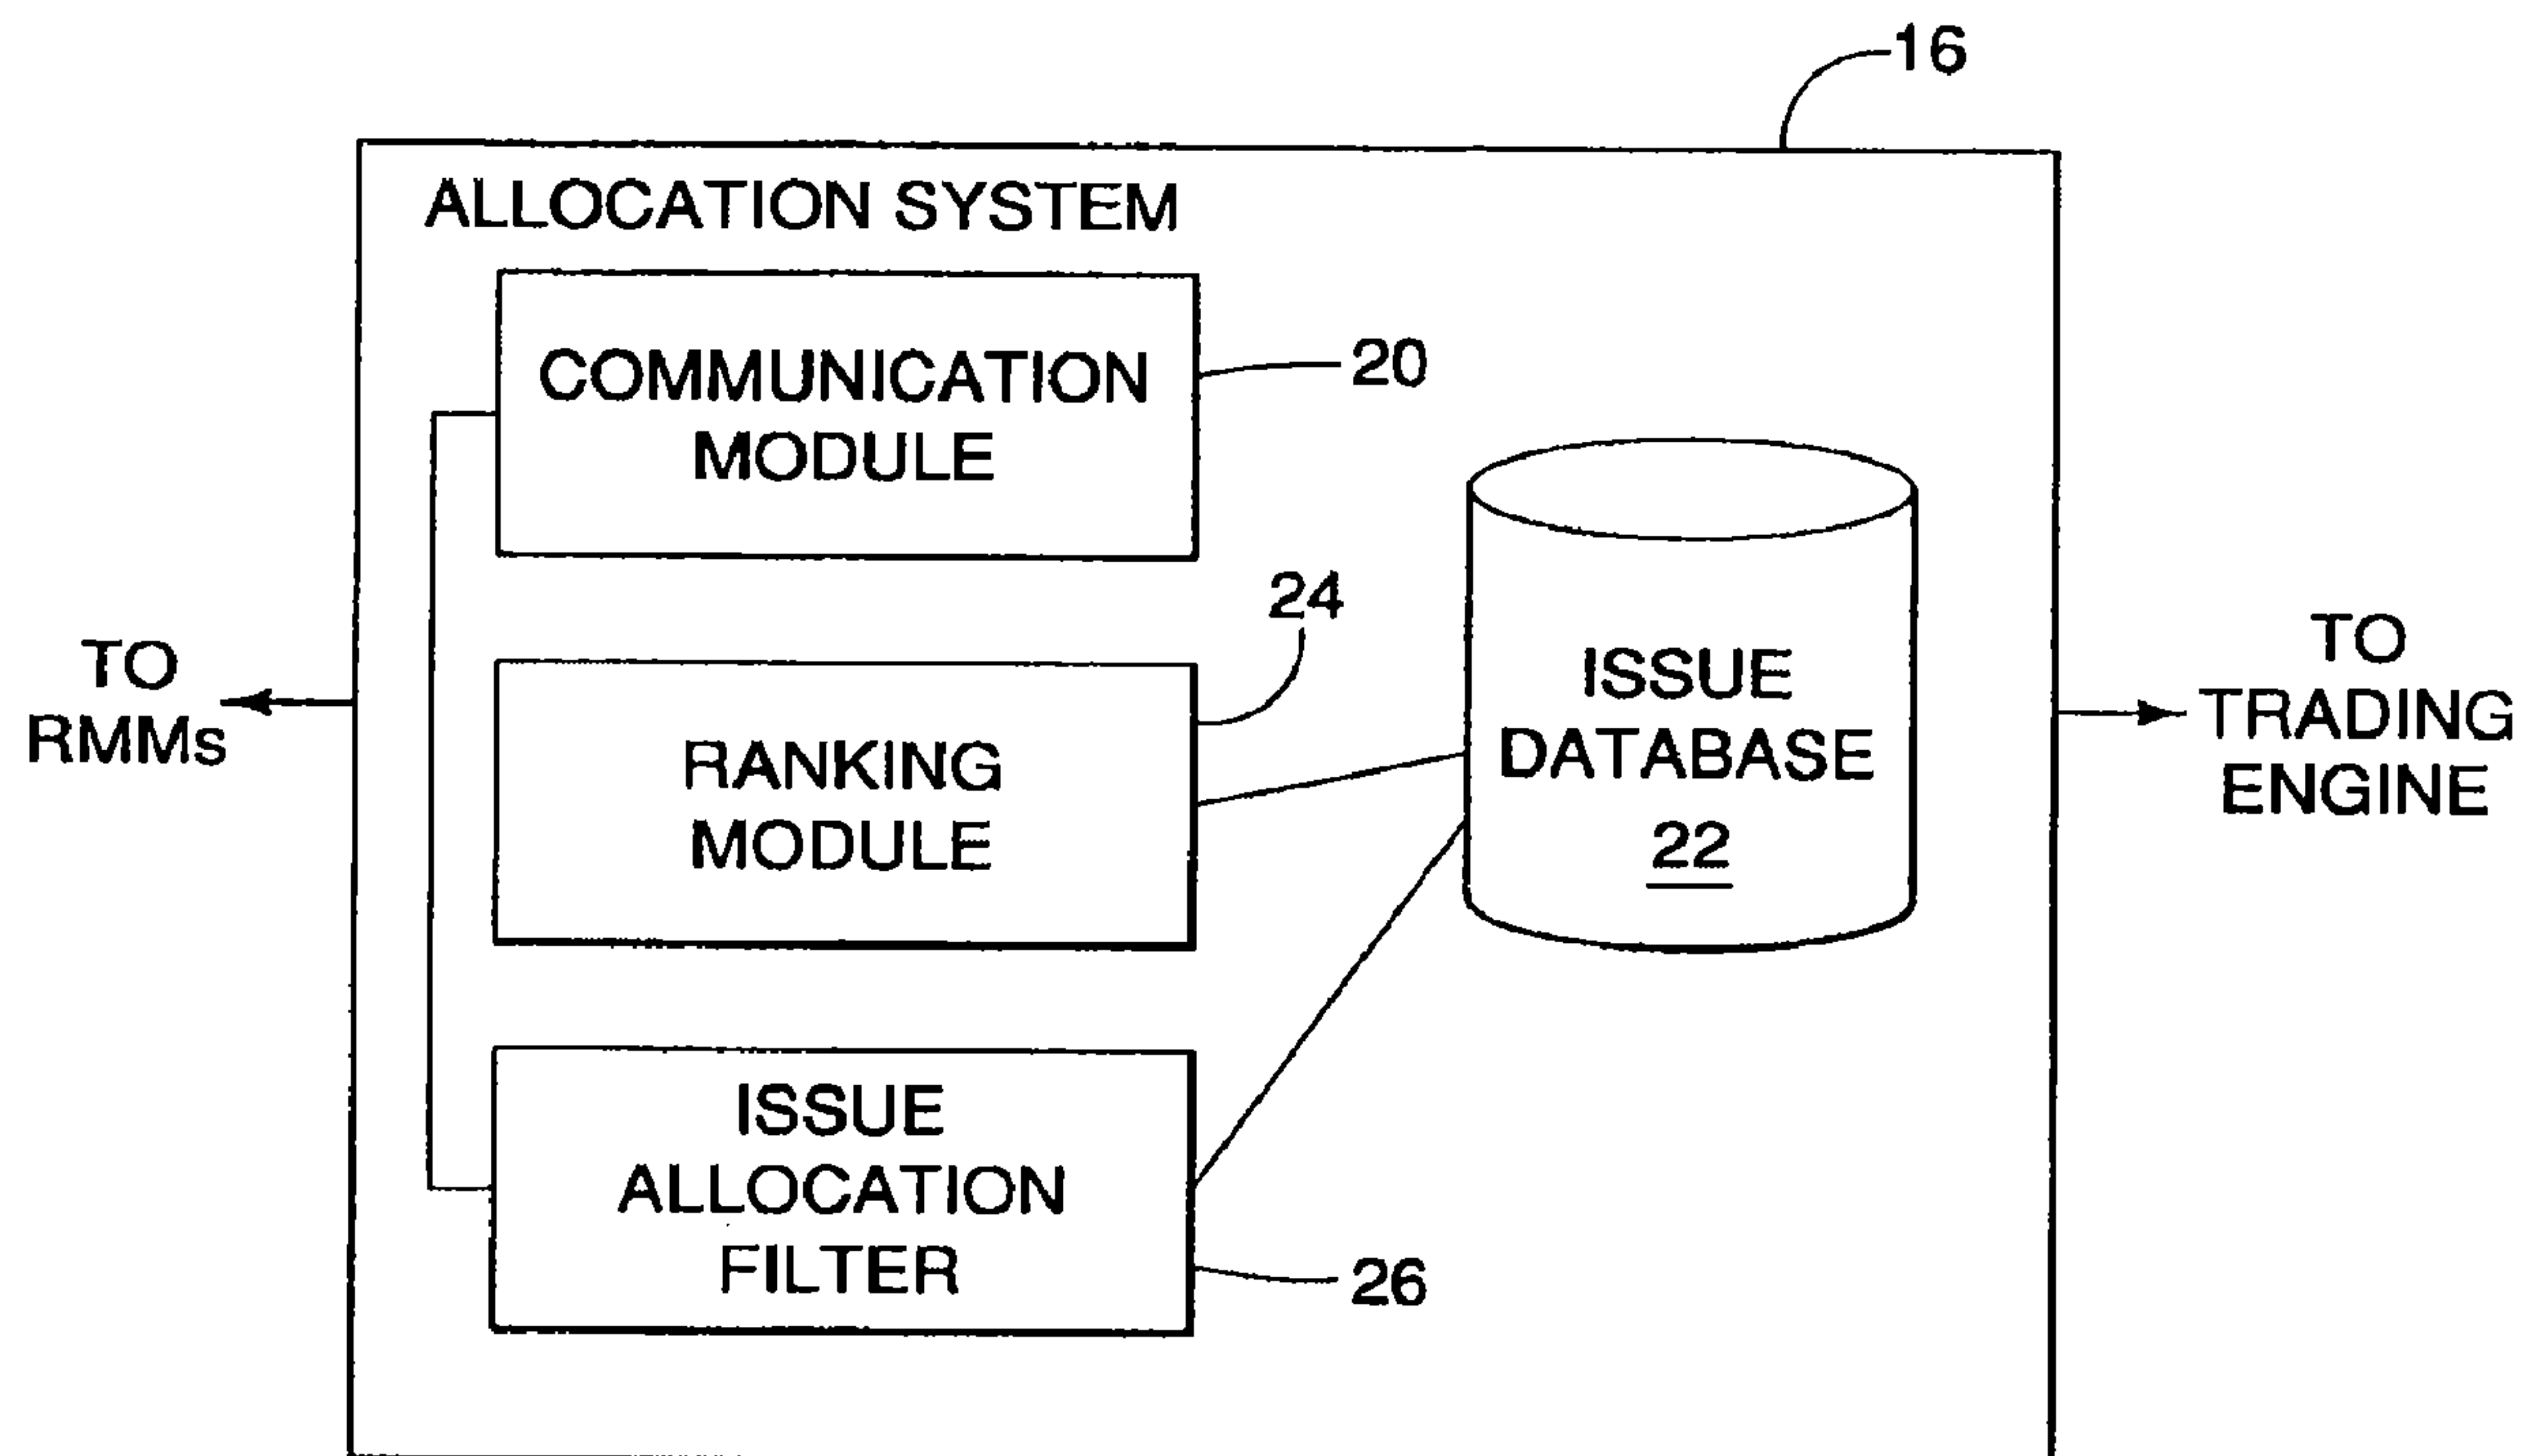 16
ALLOCATION SYSTEM
COMMUNICATION
MODULE
20
24
RANKING
MODULE
ISSUE
DATABASE
22
ISSUE
ALLOCATION
FILTER
26
TO
RMMs
TO
TRADING
ENGINE